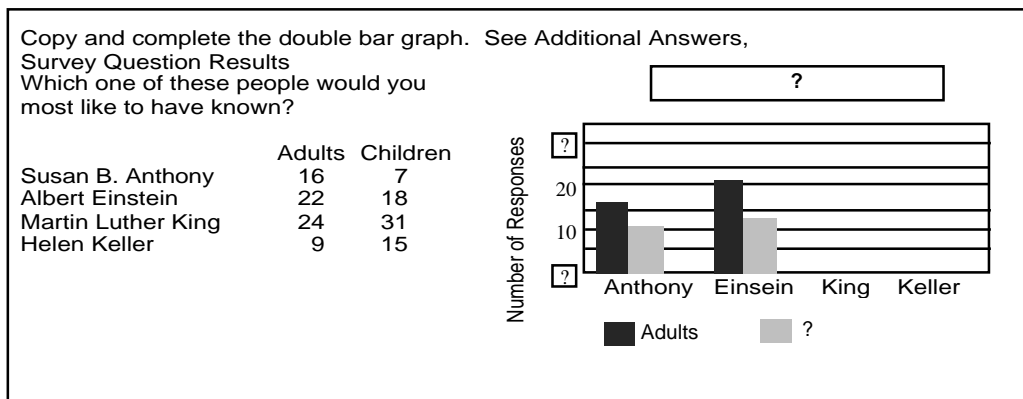 Copy and complete the double bar graph.  See Additional Answers,
Survey Question Results
Which one of these people would you
most like to have known?
Adults Children
Susan B. Anthony 16 7
Albert Einstein 22 18
Martin Luther King 24 31
Helen Keller 9 15
?
Number of Responses
?
20
10
?
Anthony Einsein King Keller
Adults ?